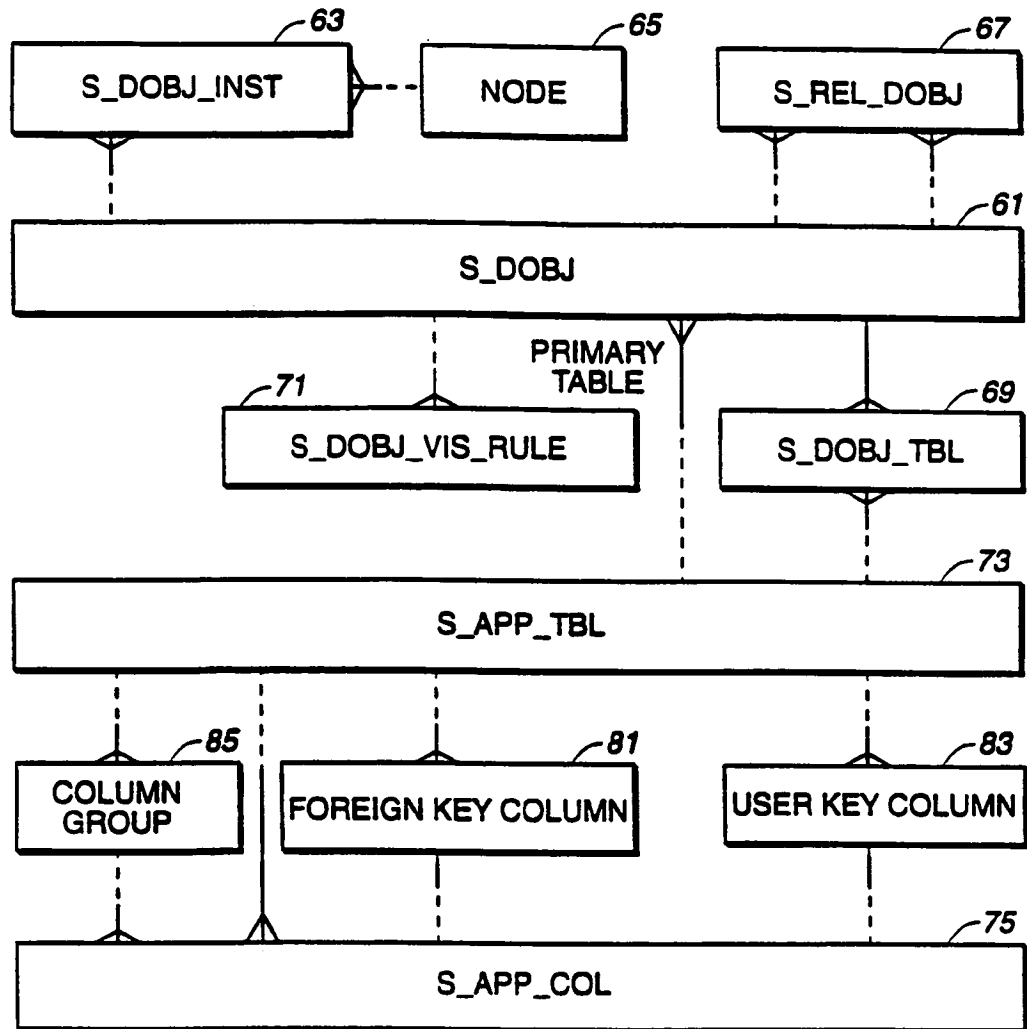 63
65
67
S_DOBJ_INST
NODE
S_REL_DOBJ
61
S_DOBJ
PRIMARY
TABLE
71
69
S_DOBJ_VIS_RULE
S_DOBJ_TBL
73
S_APP_TBL
85
81
83
COLUMN
GROUP
FOREIGN KEY COLUMN
USER KEY COLUMN
75
S_APP_COL